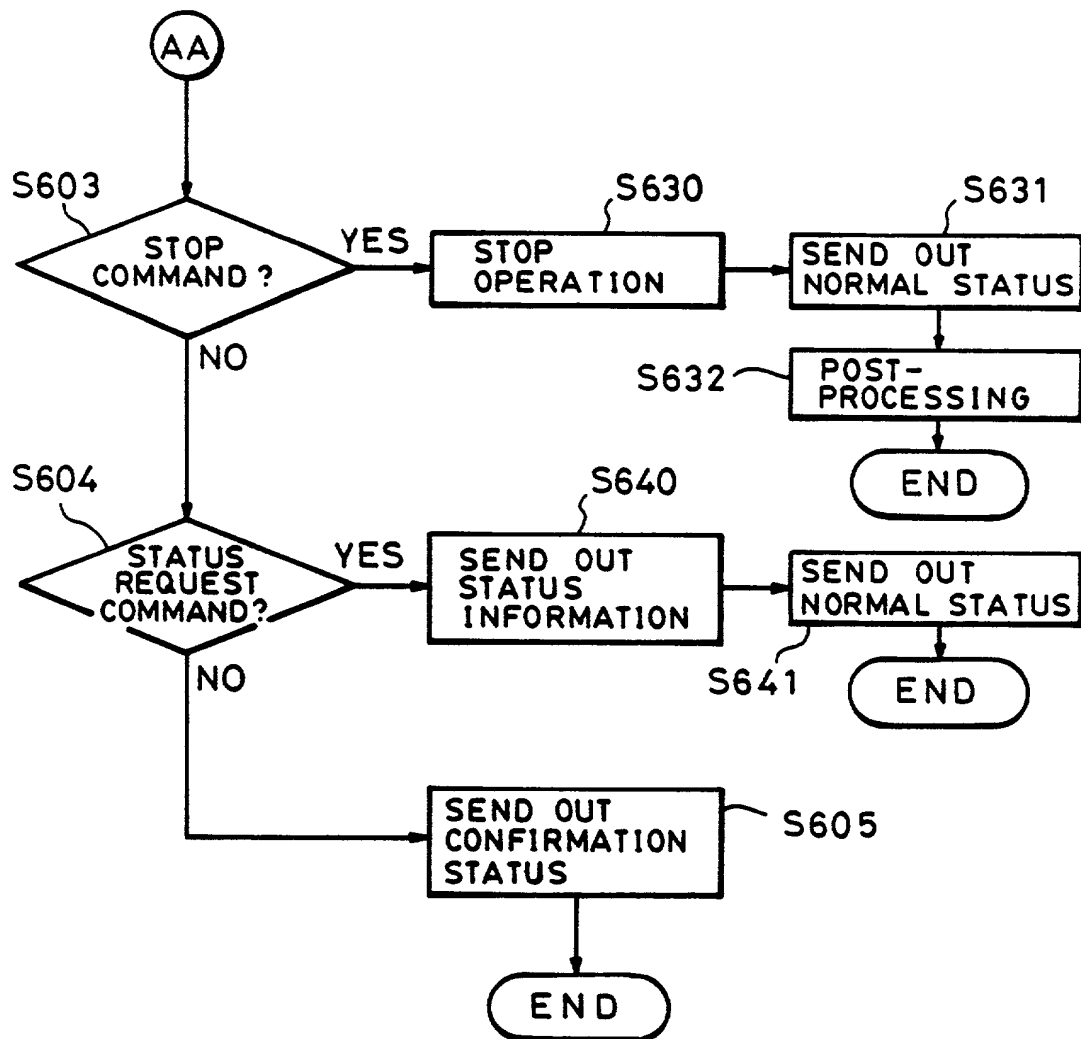 AA
S603
STOP
COMMAND?
YES
S630
STOP
OPERATION
S631
SEND OUT
NORMAL STATUS
NO
S632
POST-
PROCESSING
END
S604
STATUS
REQUEST
COMMAND?
YES
S640
SEND OUT
STATUS
INFORMATION
SEND OUT
NORMAL STATUS
S641
END
NO
SEND OUT
CONFIRMATION
STATUS
S605
END